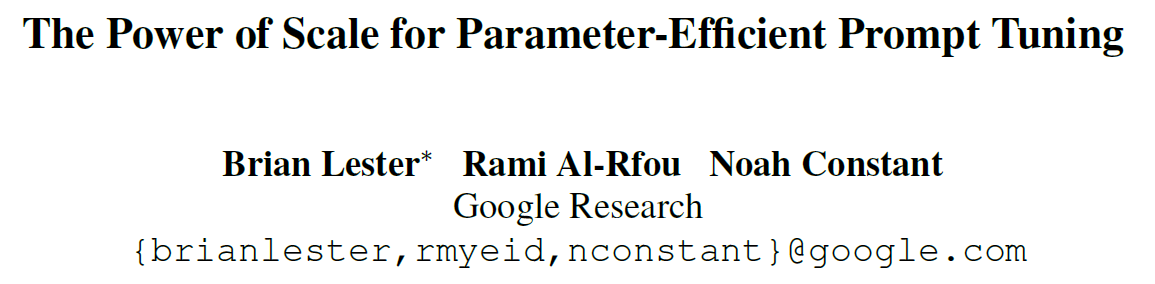 The Power of Scale for Parameter-Efficient Prompt Tuning
Brian Lester* Rami Al-Rfou Noah Constant
Google Research
{brianlester,rmyeid,nconstant}@google.com